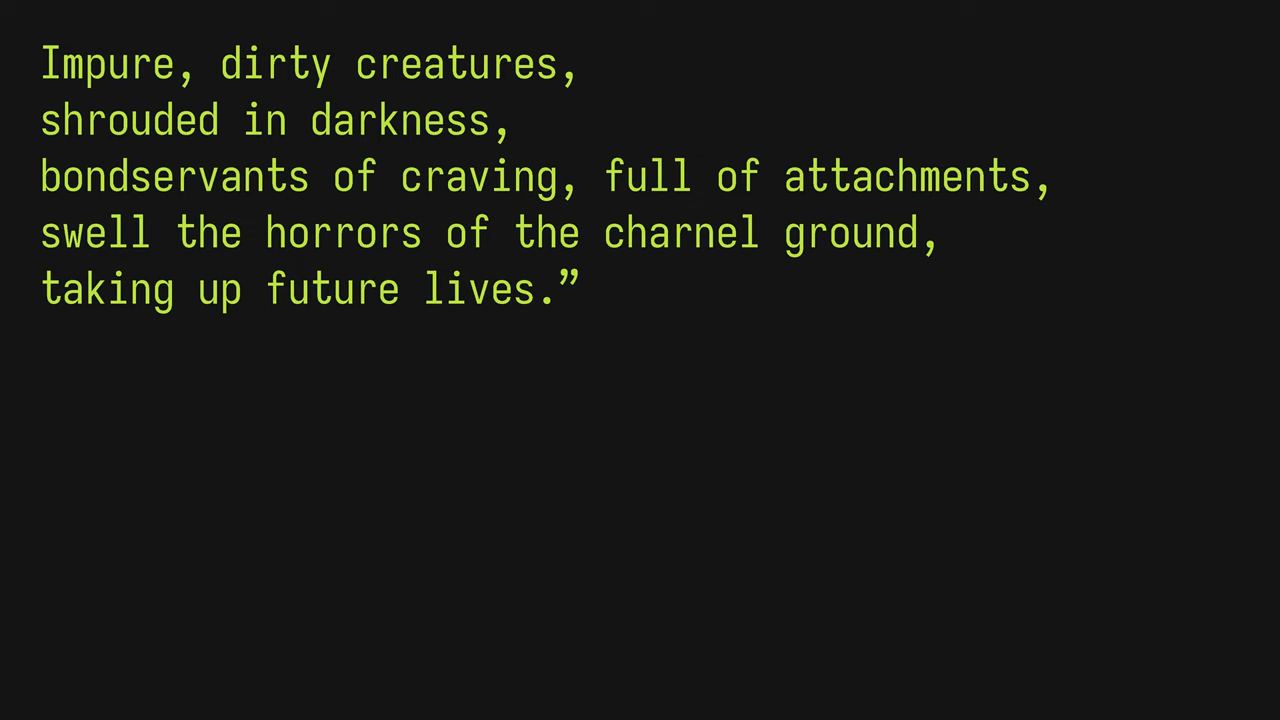 Impure, dirty creatures,
shrouded in darkness,
bondservants of craving, full of attachments,
swell the horrors of the charnel ground,
taking up future lives.”